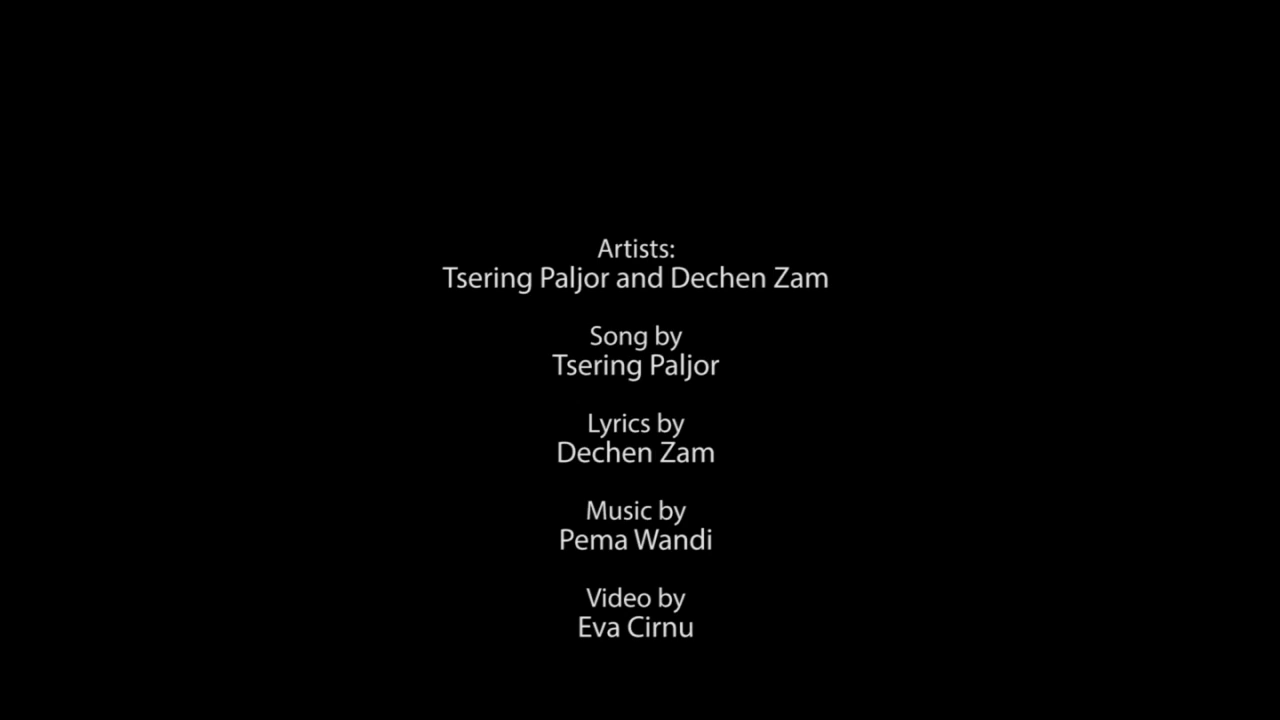 Artists:
Tsering Paljor and Dechen Zam
Song by
Tsering Paljor
Lyrics by
Dechen Zam
Music by
Pema Wandi
Video by
Eva Cirnu